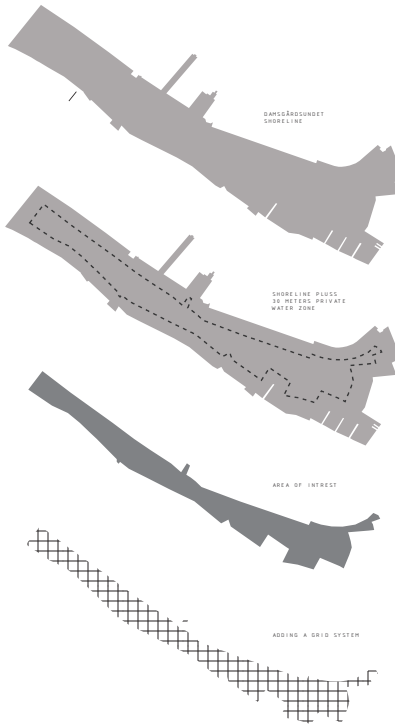 DAMSGÅRDSUNDET
SHORELINE
SHORELINE PLUSS
30 METERS PRIVATE
WATER ZONE
AREA OF INTREST
ADDING A GRID SYSTEM